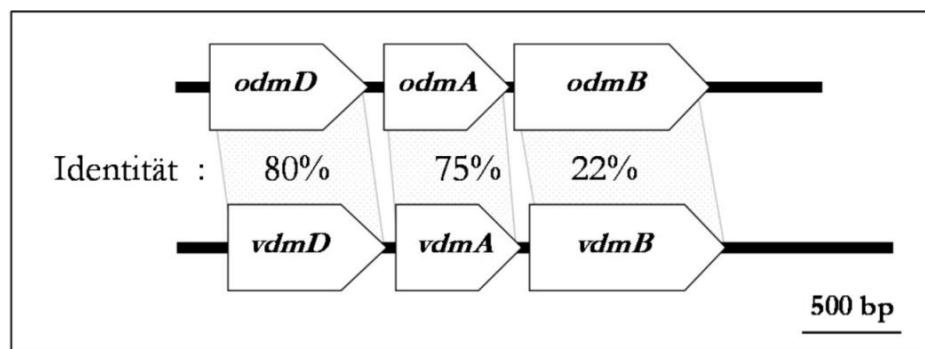 odmD odmA odmB
Identität : 80% 75% 22%
vdmD vdmA vdmB
500 bp